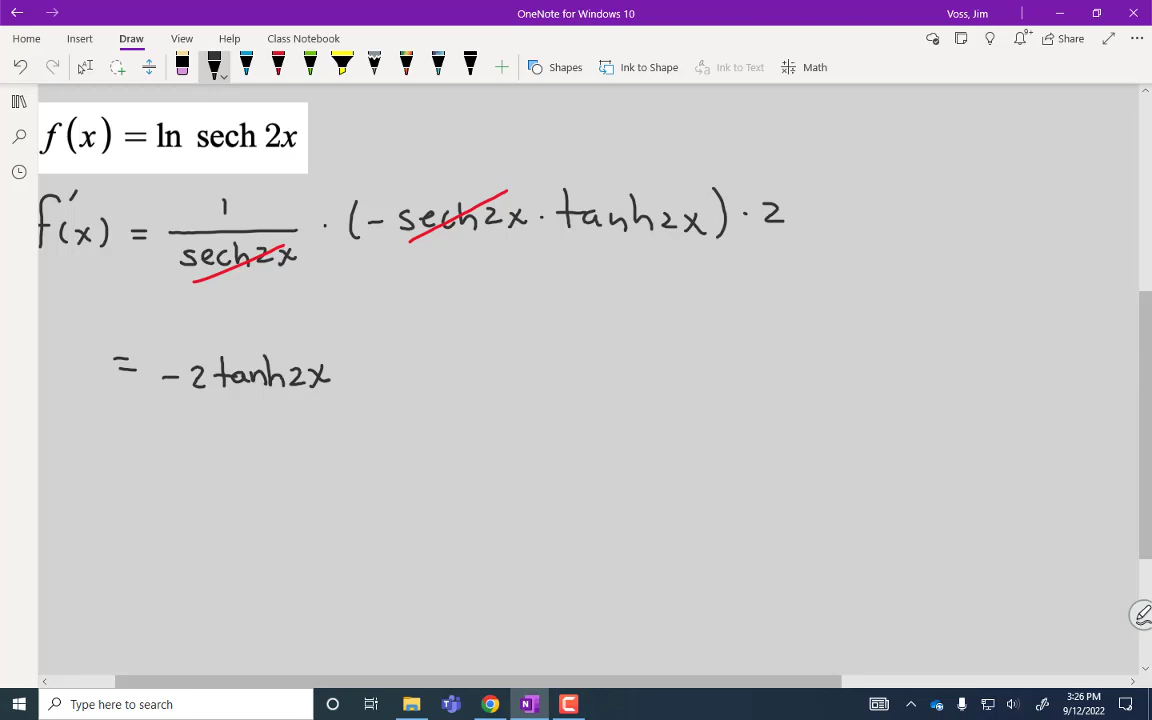 OneNote for Windows 10
Voss, Jim
Home Insert Draw View Help Class Notebook Share
Shapes Ink to Shape Ink to Text Math
f(x) = ln sech 2x
f'(x) = 1/sech2x · (- sech2x · tanh2x) · 2
= -2tanh2x
Type here to search
3:26 PM
9/12/2022